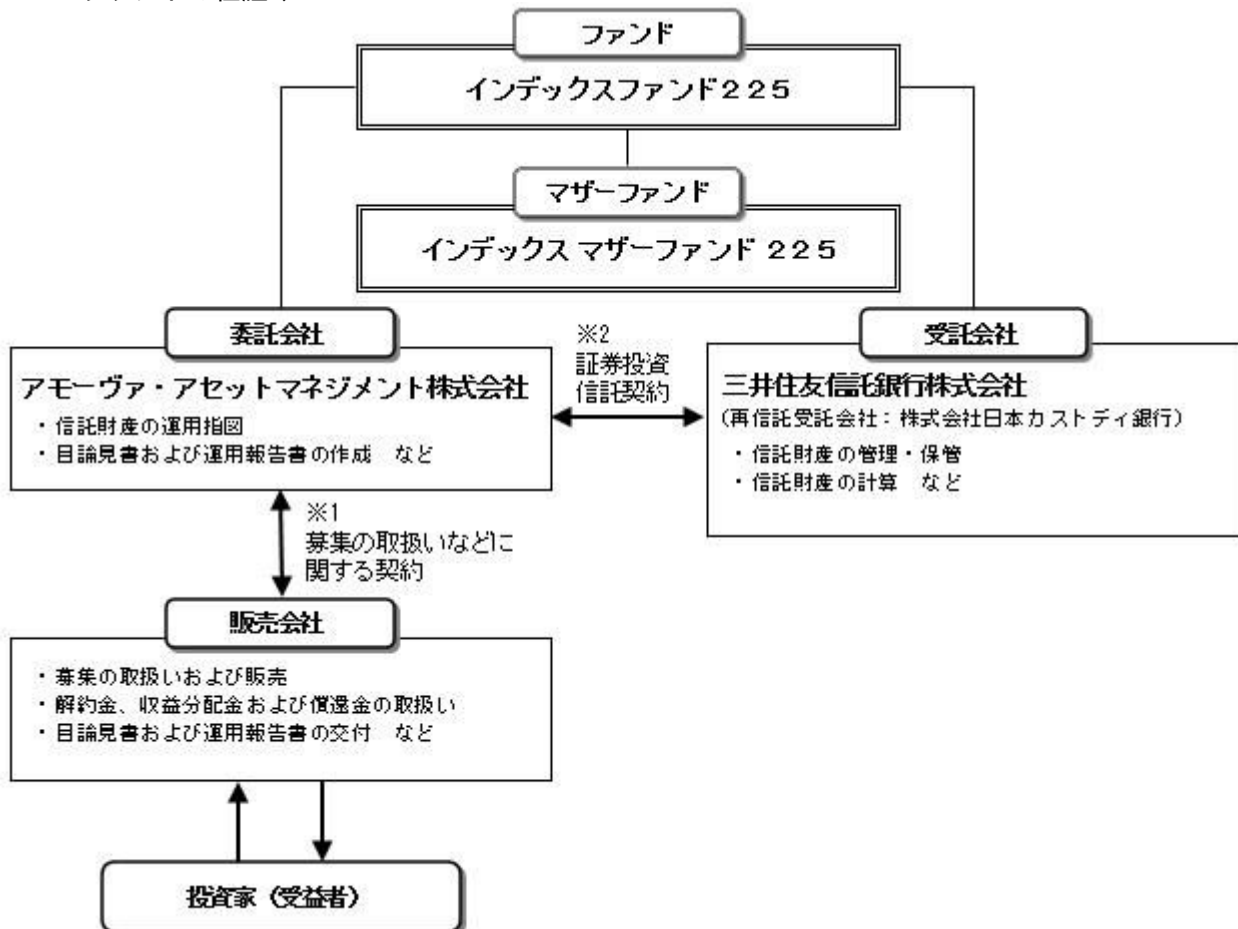 ファンド
インデックスファンド２２５
マザーファンド
インデックス マザーファンド ２２５
委託会社
アモーヴァ・アセットマネジメント株式会社
・信託財産の運用指図
・目論見書および運用報告書の作成　など
※2
証券投資
信託契約
受託会社
三井住友信託銀行株式会社
(再信託受託会社：株式会社日本カストディ銀行)
・信託財産の管理・保管
・信託財産の計算　など
※1
募集の取扱いなどに
関する契約
販売会社
・募集の取扱いおよび販売
・解約金、収益分配金および償還金の取扱い
・目論見書および運用報告書の交付　など
投資家（受益者）